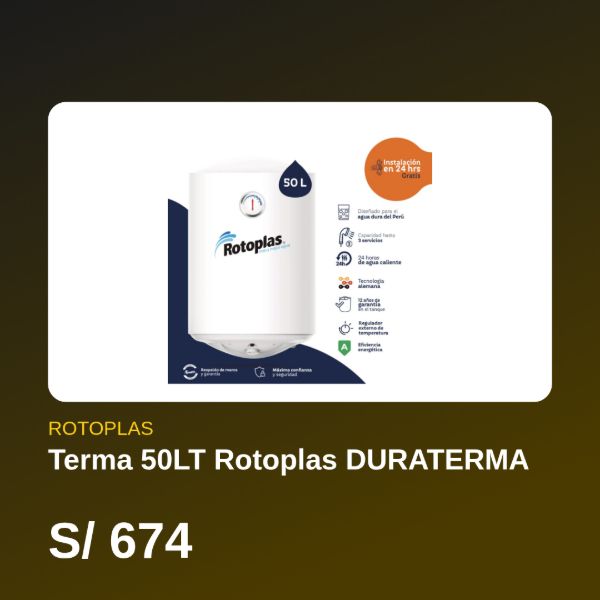 Instalación
en 24 hrs
Gratis
50 L
Rotoplas
Diseñado para el
agua dura del Perú
Capacidad hasta
3 servicios
24h
24 horas
de agua caliente
Tecnología
alemana
12 años de
garantía
en el tanque
Regulador
externo de
temperatura
A
Eficiencia
energética
Respaldo de marca
y garantía
Máxima confianza
y seguridad
ROTOPLAS
Terma 50LT Rotoplas DURATERMA
S/ 674